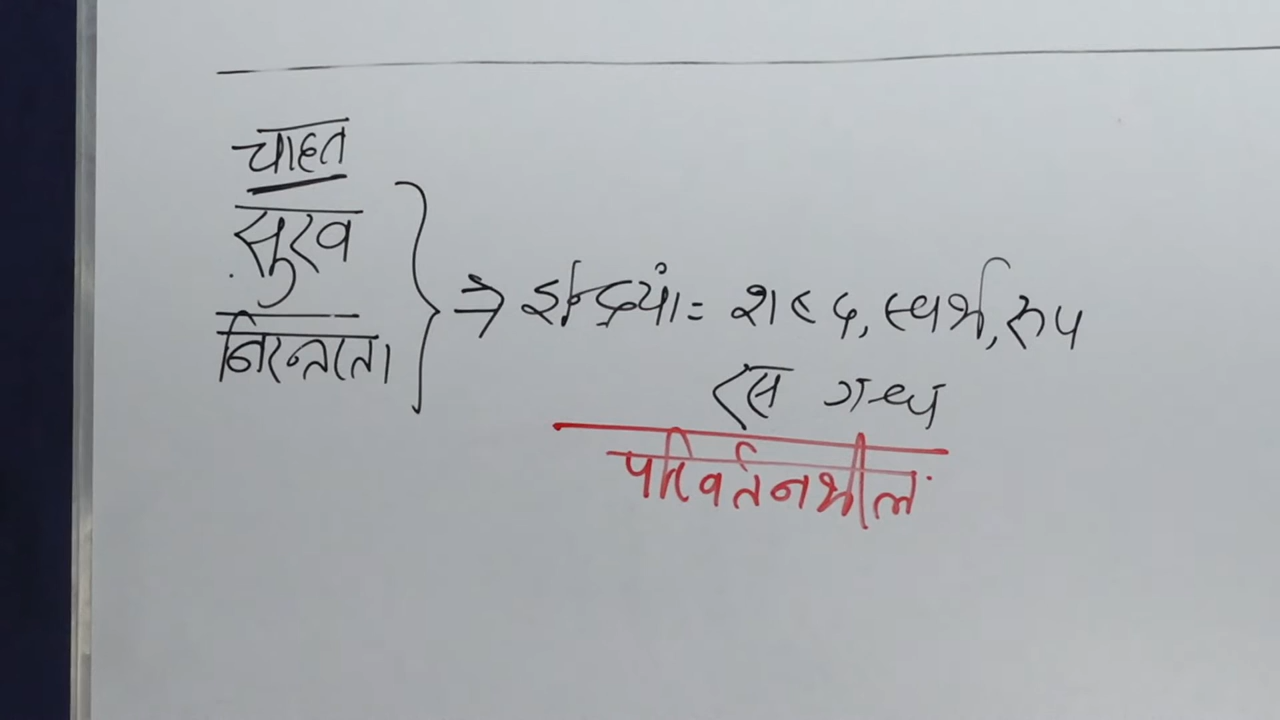 चाहत
सुख
निरन्तरता
} ⇒ इन्द्रियां = शब्द, स्पर्श, रूप
रस गन्ध
परिवर्तनशील